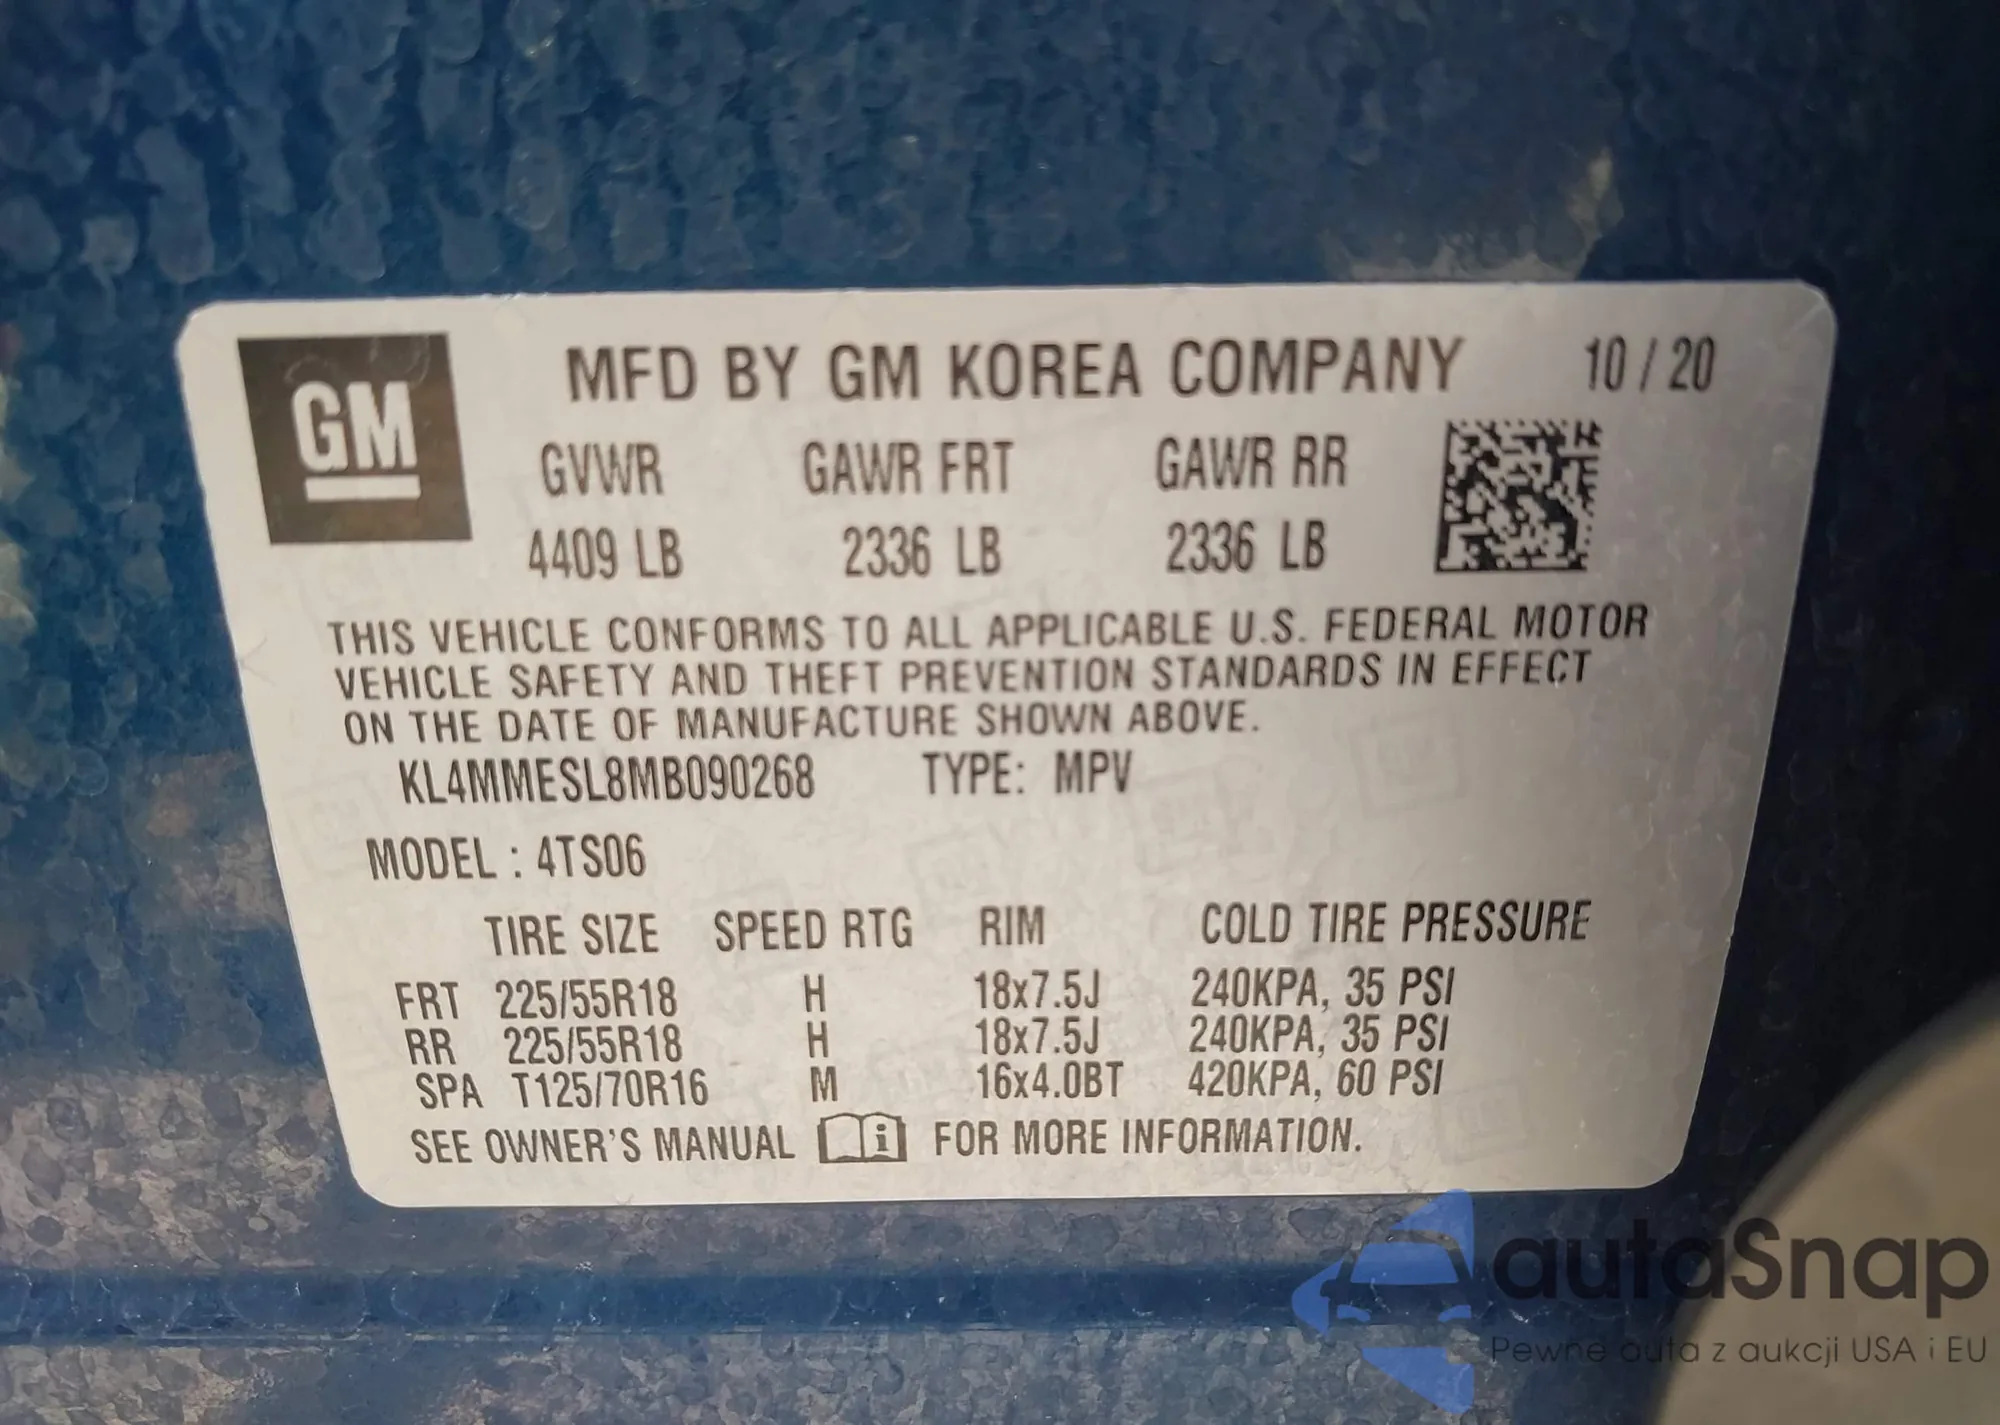 GM MFD BY GM KOREA COMPANY 10 / 20
GVWR GAWR FRT GAWR RR
4409 LB 2336 LB 2336 LB
THIS VEHICLE CONFORMS TO ALL APPLICABLE U.S. FEDERAL MOTOR
VEHICLE SAFETY AND THEFT PREVENTION STANDARDS IN EFFECT
ON THE DATE OF MANUFACTURE SHOWN ABOVE.
KL4MMESL8MB090268 TYPE: MPV
MODEL : 4TS06
TIRE SIZE SPEED RTG RIM COLD TIRE PRESSURE
FRT 225/55R18 H 18x7.5J 240KPA, 35 PSI
RR 225/55R18 H 18x7.5J 240KPA, 35 PSI
SPA T125/70R16 M 16x4.0BT 420KPA, 60 PSI
SEE OWNER'S MANUAL i FOR MORE INFORMATION.
autaSnap
Pewne auta z aukcji USA i EU